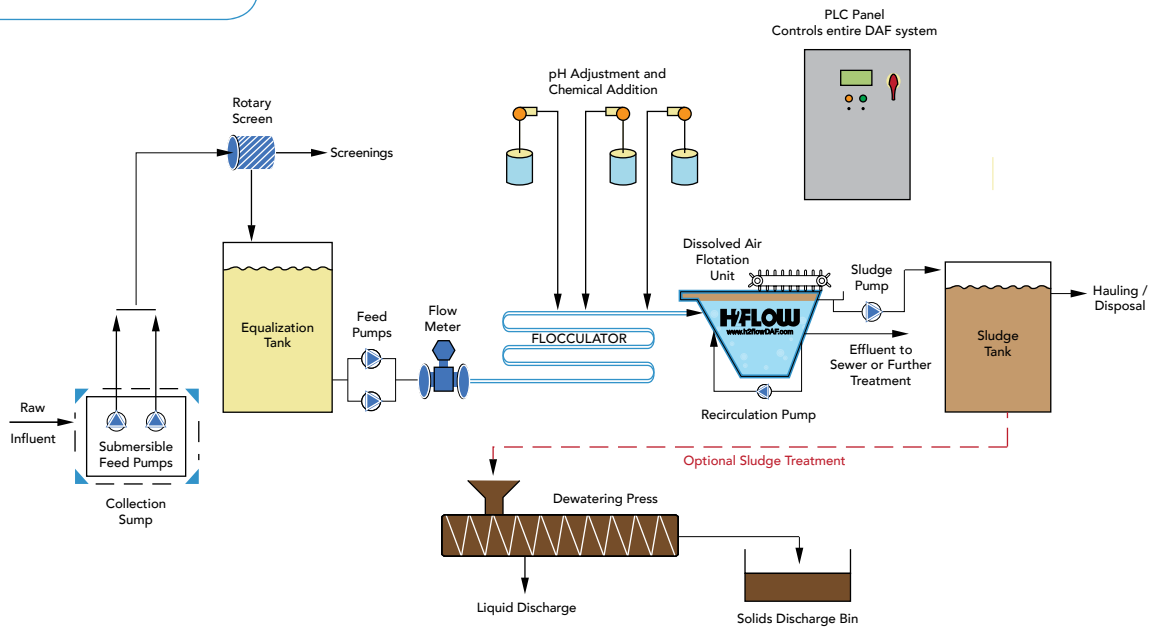 PLC Panel
Controls entire DAF system
pH Adjustment and
Chemical Addition
Rotary
Screen
Screenings
Dissolved Air
Flotation
Unit
Sludge
Pump
Hauling /
Disposal
Equalization
Tank
Feed
Pumps
Flow
Meter
FLOCCULATOR
H2FLOW
www.h2flowDAF.com
Effluent to
Sewer or Further
Treatment
Sludge
Tank
Recirculation Pump
Raw
Influent
Submersible
Feed Pumps
Collection
Sump
Optional Sludge Treatment
Dewatering Press
Liquid Discharge
Solids Discharge Bin